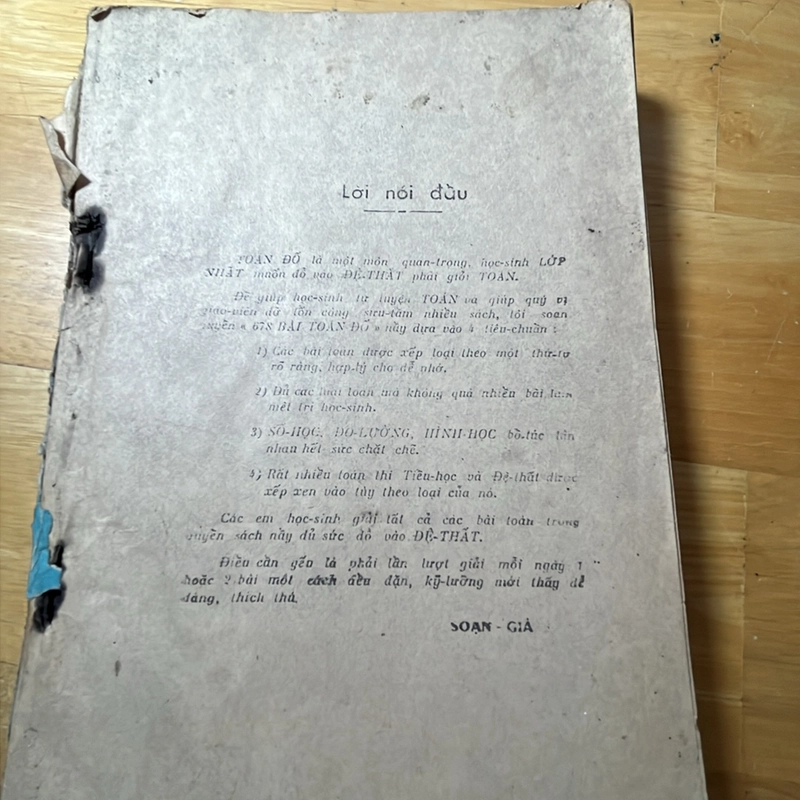 Lời nói đầu
TOÁN ĐỐ là một môn quan-trọng, học-sinh LỚP
NHẤT muốn đỗ vào ĐỆ-THẤT phải giỏi TOÁN.
Để giúp học-sinh tự luyện TOÁN và giúp quý vị
giáo-viên đỡ tốn công sưu-tầm nhiều sách, tôi soạn
quyển « 678 BÀI TOÁN ĐỐ » nầy dựa vào 4 tiêu-chuẩn :
1) Các bài toán được xếp loại theo một thứ-tự
rõ ràng, hợp-lý cho dễ nhớ.
2) Đủ các loại toán mà không quá nhiều bài làm
mệt trí học-sinh.
3) SỐ-HỌC, ĐO-LƯỜNG, HÌNH-HỌC bổ-túc lẫn
nhau hết sức chặt chẽ.
4) Rất nhiều toán thi Tiểu-học và Đệ-thất được
xếp xen vào tùy theo loại của nó.
Các em học-sinh giải tất cả các bài toán trong
quyển sách nầy đủ sức đỗ vào ĐỆ-THẤT.
Điều cần yếu là phải lần lượt giải mỗi ngày 1
hoặc 2 bài một cách đều đặn, kỹ-lưỡng mới thấy dễ
dàng, thích thú.
SOẠN - GIẢ